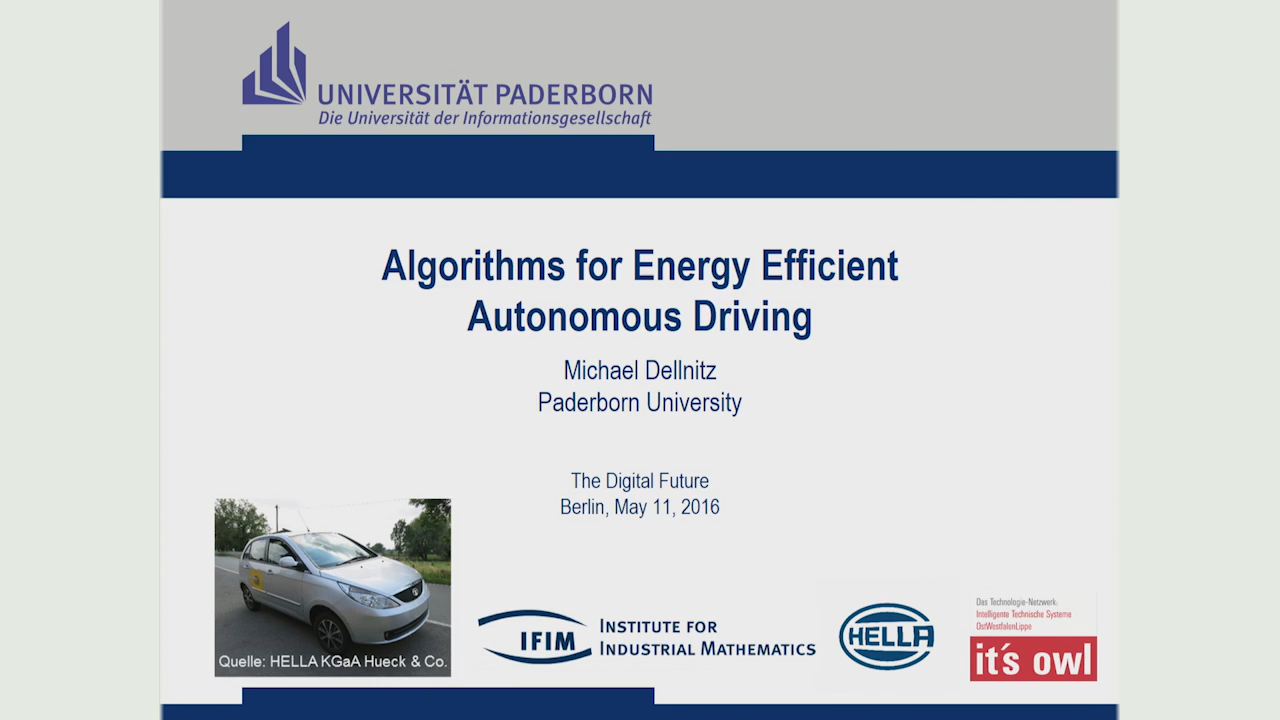 UNIVERSITÄT PADERBORN
Die Universität der Informationsgesellschaft
Algorithms for Energy Efficient
Autonomous Driving
Michael Dellnitz
Paderborn University
The Digital Future
Berlin, May 11, 2016
Quelle: HELLA KGaA Hueck & Co.
IFIM
INSTITUTE FOR
INDUSTRIAL MATHEMATICS
HELLA
Das Technologie-Netzwerk:
Intelligente Technische Systeme
OstWestfalenLippe
it´s owl